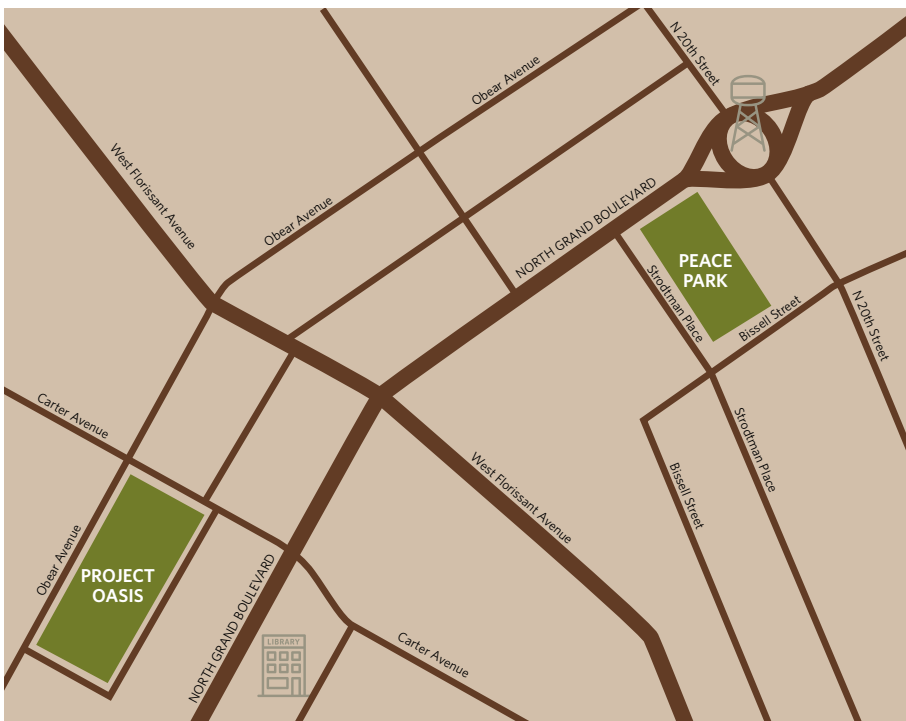 N 20th Street
Obear Avenue
West Florissant Avenue
Obear Avenue
NORTH GRAND BOULEVARD
PEACE
PARK
Strodtman Place
Bissell Street
N 20th Street
Carter Avenue
Strodtman Place
West Florissant Avenue
Bissell Street
Obear Avenue
PROJECT
OASIS
NORTH GRAND BOULEVARD
LIBRARY
Carter Avenue